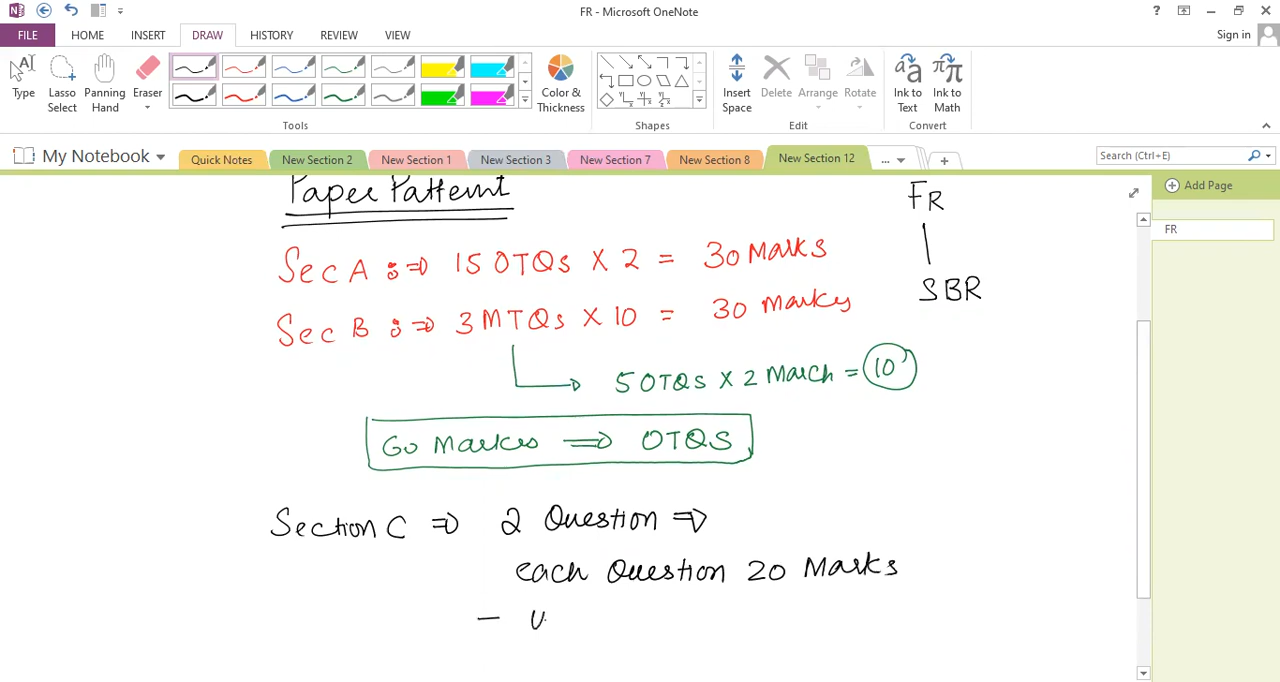 FR - Microsoft OneNote
? 
Sign in
FILE HOME INSERT DRAW HISTORY REVIEW VIEW
Type
Lasso Select
Panning Hand
Eraser
Color & Thickness
Insert Space
Delete
Arrange
Rotate
Ink to Text
Ink to Math
Tools
Shapes
Edit
Convert
My Notebook
Quick Notes
New Section 2
New Section 1
New Section 3
New Section 7
New Section 8
New Section 12
...
Search (Ctrl+E)
Add Page
FR
Paper Pattern
FR
SBR
Sec A :⇒ 15 OTQs X 2 = 30 Marks
Sec B :⇒ 3 MTQs X 10 = 30 Marks
5 OTQs X 2 March = 10
60 Marks ⇒ OTQS
Section C ⇒ 2 Question ⇒
each Question 20 Marks
-